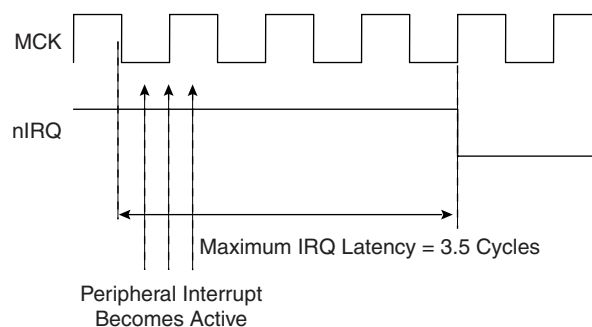 MCK
nIRQ
Maximum IRQ Latency = 3.5 Cycles
Peripheral Interrupt
Becomes Active